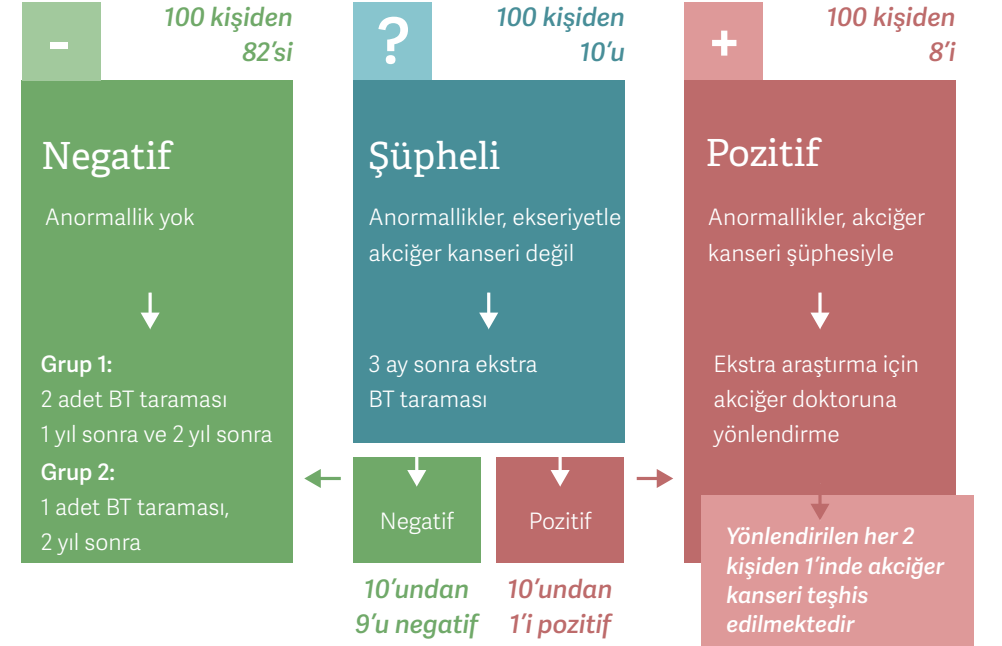 -
100 kişiden
82'si
Negatif
Anormallik yok
Grup 1:
2 adet BT taraması
1 yıl sonra ve 2 yıl sonra
Grup 2:
1 adet BT taraması,
2 yıl sonra
?
100 kişiden
10'u
Şüpheli
Anormallikler, ekseriyetle
akciğer kanseri değil
3 ay sonra ekstra
BT taraması
Negatif
10'undan
9'u negatif
Pozitif
10'undan
1'i pozitif
+
100 kişiden
8'i
Pozitif
Anormallikler, akciğer
kanseri şüphesiyle
Ekstra araştırma için
akciğer doktoruna
yönlendirme
Yönlendirilen her 2
kişiden 1'inde akciğer
kanseri teşhis
edilmektedir